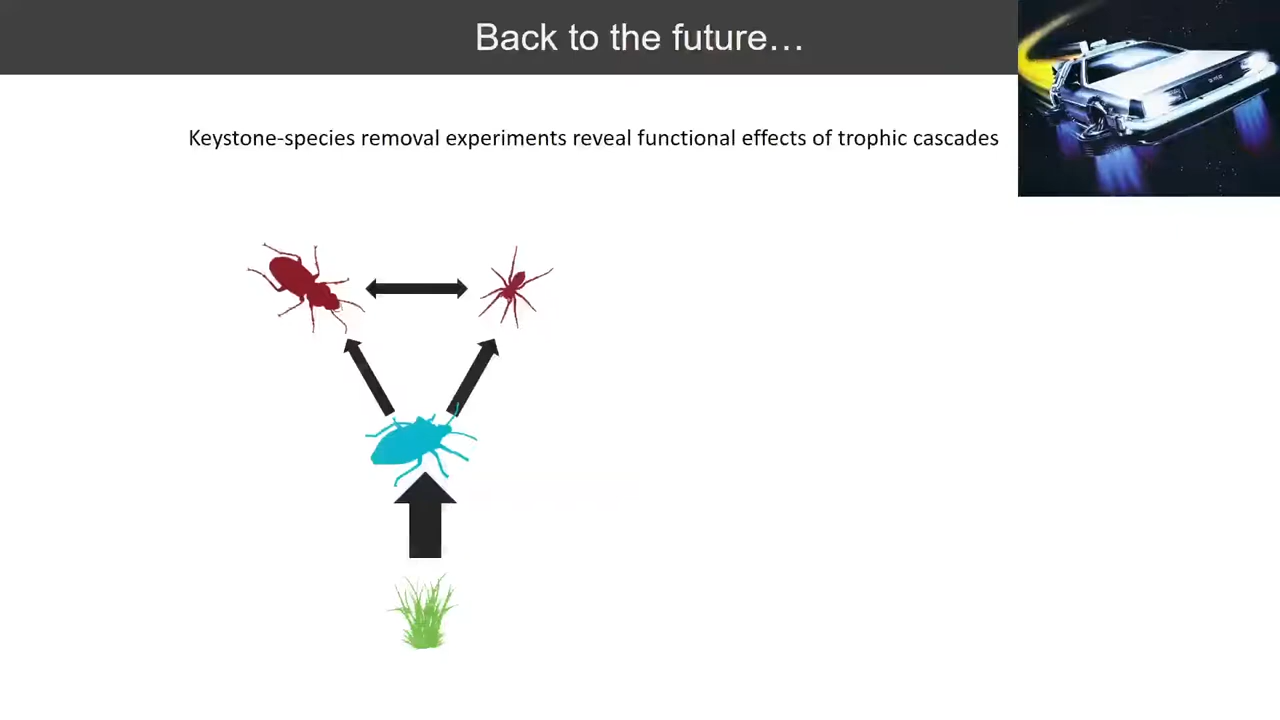 Back to the future…
Keystone-species removal experiments reveal functional effects of trophic cascades